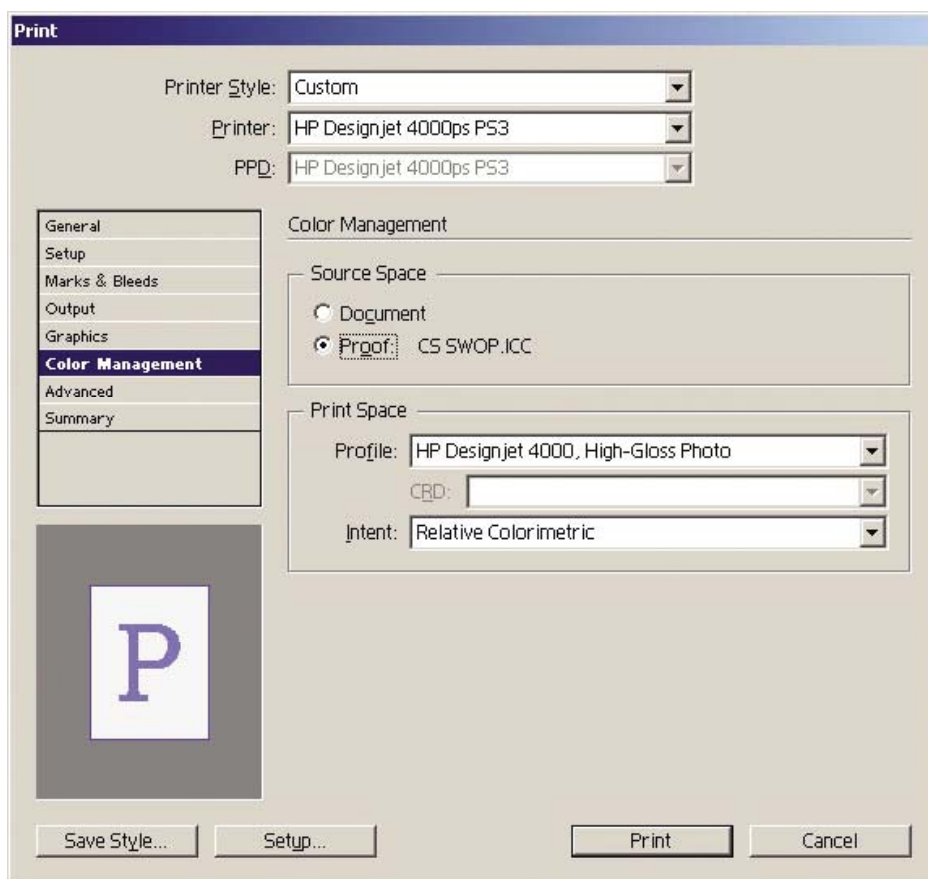 Print
Printer Style: Custom
Printer: HP Designjet 4000ps PS3
PPD: HP Designjet 4000ps PS3
General
Setup
Marks & Bleeds
Output
Graphics
Color Management
Advanced
Summary
Color Management
Source Space
Document
Proof: CS SWOP.ICC
Print Space
Profile: HP Designjet 4000, High-Gloss Photo
CRD:
Intent: Relative Colorimetric
P
Save Style... Setup... Print Cancel